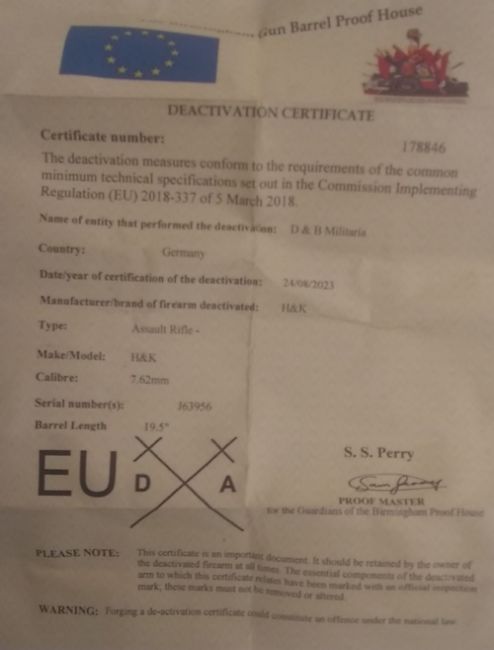 Gun Barrel Proof House
DEACTIVATION CERTIFICATE
Certificate number: 178846
The deactivation measures conform to the requirements of the common
minimum technical specifications set out in the Commission Implementing
Regulation (EU) 2018-337 of 5 March 2018.
Name of entity that performed the deactivation: D & B Militaria
Country: Germany
Date/year of certification of the deactivation: 24/08/2023
Manufacturer/brand of firearm deactivated: H&K
Type: Assault Rifle -
Make/Model: H&K
Calibre: 7.62mm
Serial number(s): J63956
Barrel Length 19.5"
EU D A
S. S. Perry
PROOF MASTER
for the Guardians of the Birmingham Proof House
PLEASE NOTE: This certificate is an important document. It should be retained by the owner of
the deactivated firearm at all times. The essential components of the deactivated
arm to which this certificate relates have been marked with an official inspection
mark; these marks must not be removed or altered.
WARNING: Forging a de-activation certificate could constitute an offence under the national law